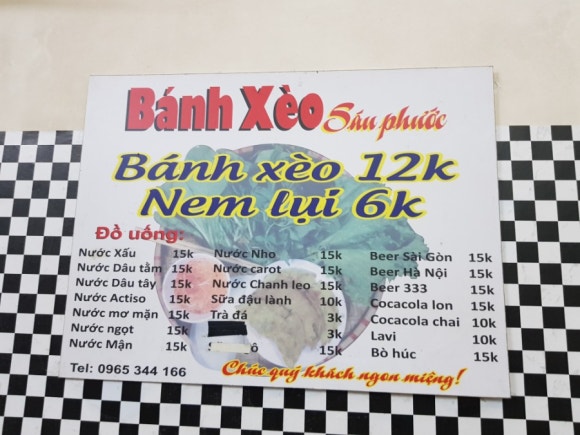 Bánh Xèo Sáu phước
Bánh xèo 12k
Nem lụi 6k
Đồ uống:
Nước Xấu 15k
Nước Dâu tằm 15k
Nước Dâu tây 15k
Nước Actiso 15k
Nước mơ mặn 15k
Nước ngọt 15k
Nước Mận 15k
Nước Nho 15k
Nước carot 15k
Nước Chanh leo 15k
Sữa đậu lành 10k
Trà đá 3k
3k
15k
Beer Sài Gòn 15k
Beer Hà Nội 15k
Beer 333 15k
Cocacola lon 15k
Cocacola chai 10k
Lavi 10k
Bò húc 15k
Tel: 0965 344 166
Chúc quý khách ngon miệng!